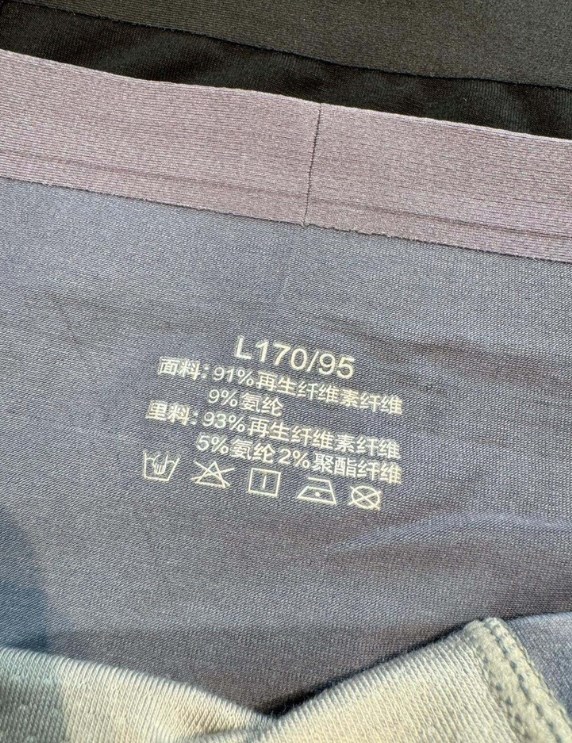 L170/95
面料:91%再生纤维素纤维
9%氨纶
里料:93%再生纤维素纤维
5%氨纶2%聚酯纤维